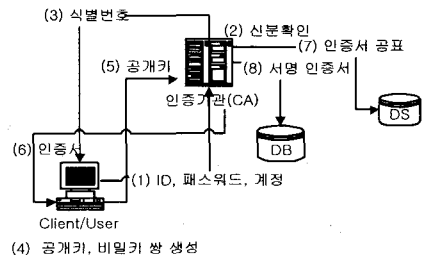 (3) 식별번호
(2) 신분확인
(7) 인증서 공표
(5) 공개키
(8) 서명 인증서
인증기관(CA)
DS
(6) 인증서
DB
(1) ID, 패스워드, 계정
Client/User
(4) 공개키, 비밀키 쌍 생성